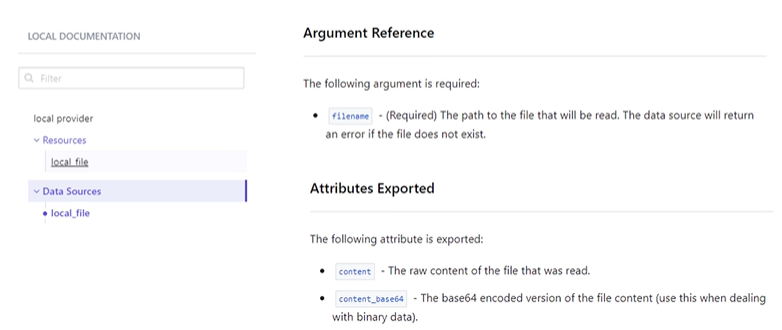 LOCAL DOCUMENTATION
Filter
local provider
Resources
local_file
Data Sources
local_file
Argument Reference
The following argument is required:
filename - (Required) The path to the file that will be read. The data source will return
an error if the file does not exist.
Attributes Exported
The following attribute is exported:
content - The raw content of the file that was read.
content_base64 - The base64 encoded version of the file content (use this when dealing
with binary data).